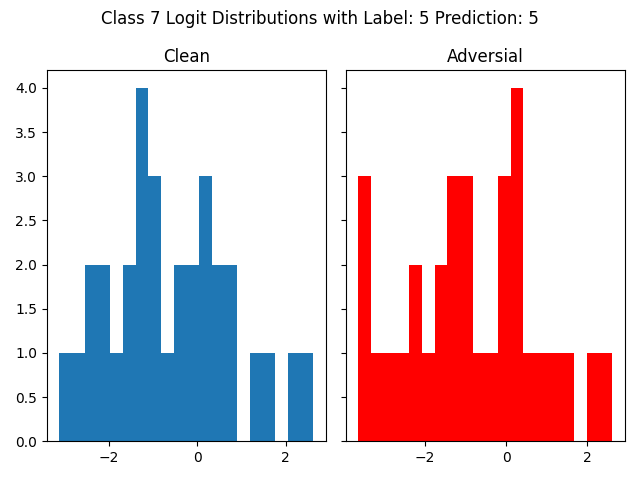 Class 7 Logit Distributions with Label: 5 Prediction: 5
Clean
Adversial
4.0
3.5
3.0
2.5
2.0
1.5
1.0
0.5
0.0
−2 0 2
−2 0 2